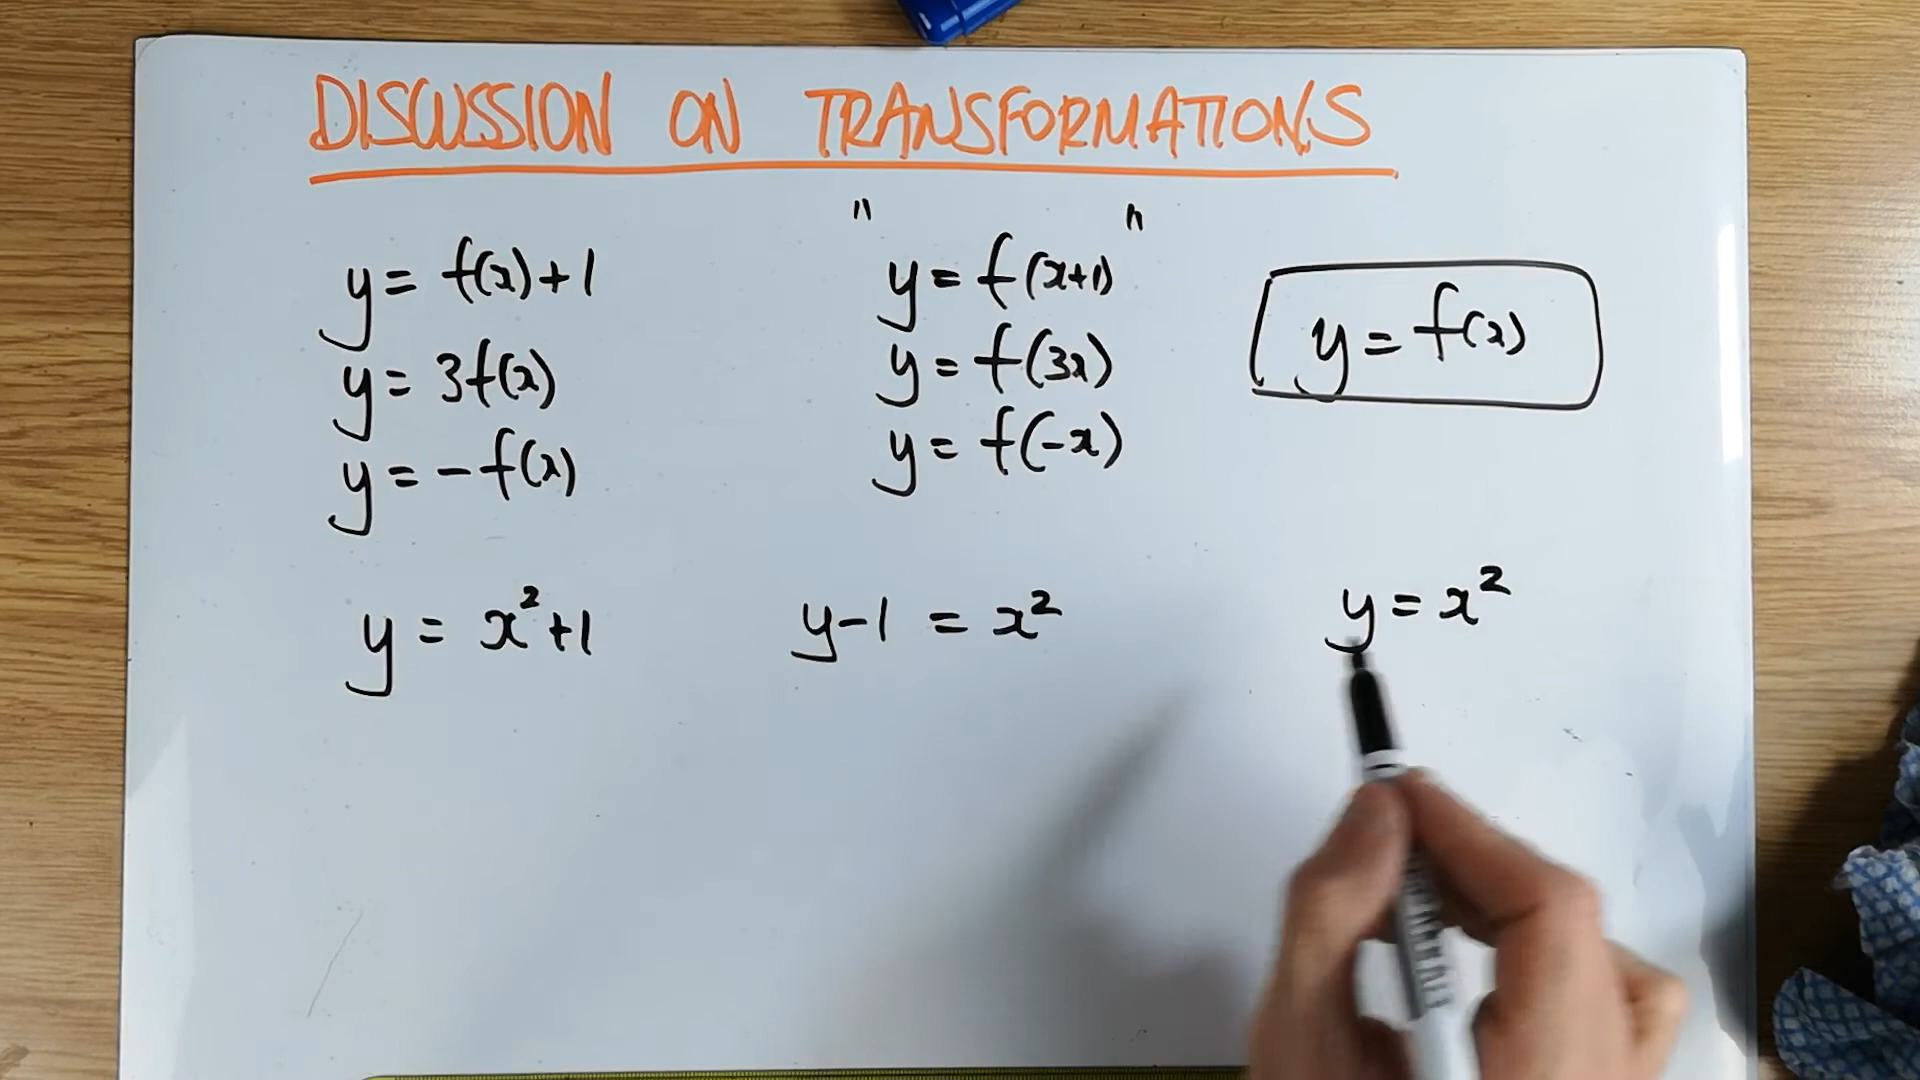 DISCUSSION ON TRANSFORMATIONS
y = f(x)+1
y = 3f(x)
y = -f(x)
"y = f(x+1)"
y = f(3x)
y = f(-x)
y = f(x)
y = x²+1
y-1 = x²
y = x²